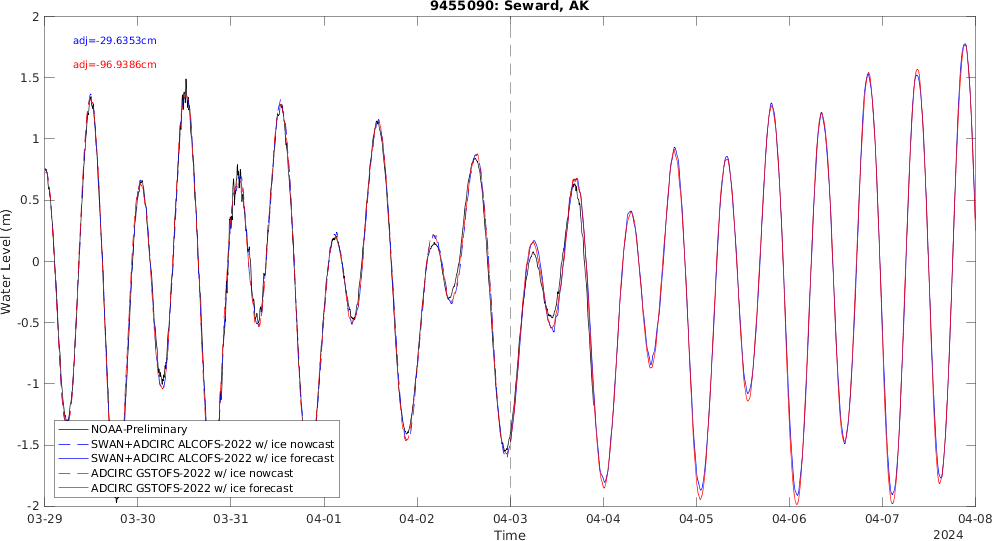 9455090: Seward, AK
adj=-29.6353cm
adj=-96.9386cm
Water Level (m)
2
1.5
1
0.5
0
-0.5
-1
-1.5
-2
NOAA-Preliminary
SWAN+ADCIRC ALCOFS-2022 w/ ice nowcast
SWAN+ADCIRC ALCOFS-2022 w/ ice forecast
ADCIRC GSTOFS-2022 w/ ice nowcast
ADCIRC GSTOFS-2022 w/ ice forecast
03-29 03-30 03-31 04-01 04-02 04-03 04-04 04-05 04-06 04-07 04-08
Time
2024